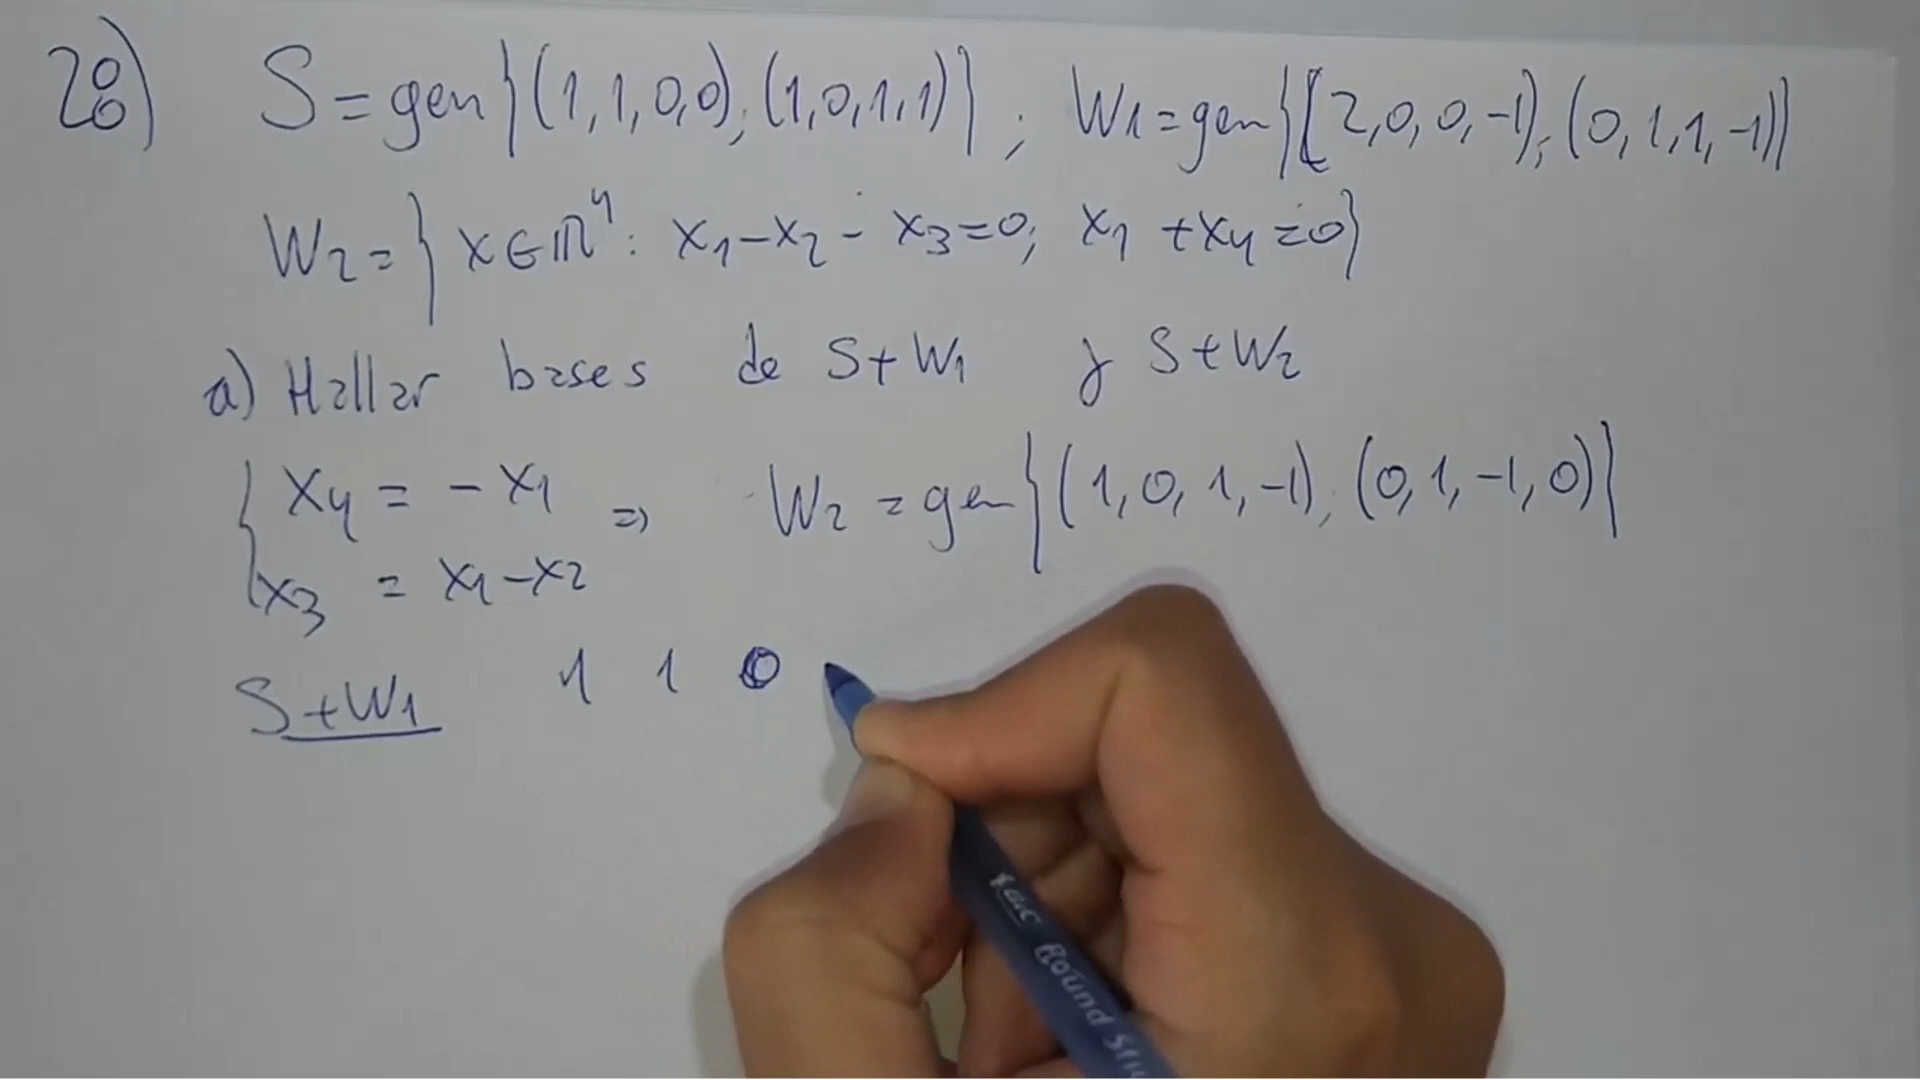 20) S = gen{(1,1,0,0), (1,0,1,1)} ; W1 = gen{(2,0,0,-1), (0,1,1,-1)}
W2 = {x∈ℝ⁴: x1-x2-x3=0; x1+x4=0}
a) Hallar bases de S+W1 y S+W2
{x4 = -x1 => W2 = gen{(1,0,1,-1), (0,1,-1,0)}
x3 = x1-x2
S+W1 1 1 0
Round Stic